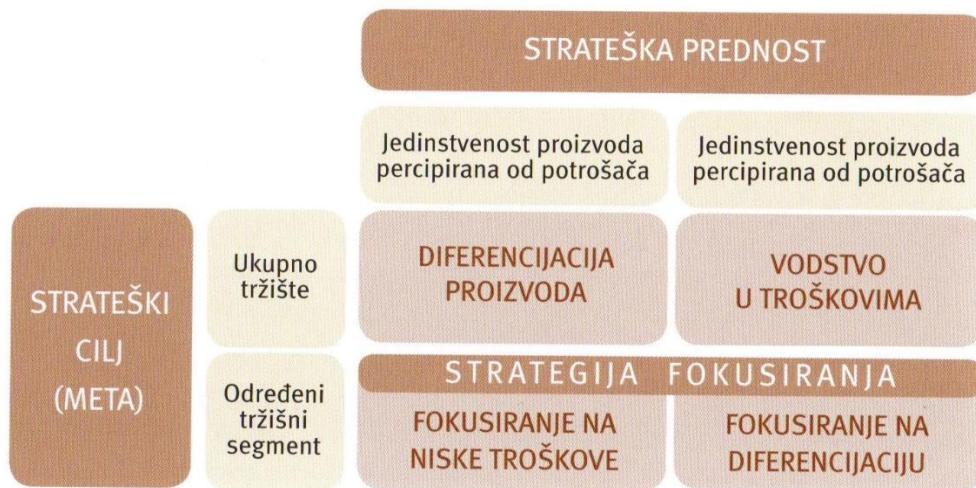 STRATEŠKA PREDNOST
Jedinstvenost proizvoda
percipirana od potrošača
Jedinstvenost proizvoda
percipirana od potrošača
STRATEŠKI
CILJ
(META)
Ukupno
tržište
DIFERENCIJACIJA
PROIZVODA
VODSTVO
U TROŠKOVIMA
Određeni
tržišni
segment
STRATEGIJA FOKUSIRANJA
FOKUSIRANJE NA
NISKE TROŠKOVE
FOKUSIRANJE NA
DIFERENCIJACIJU